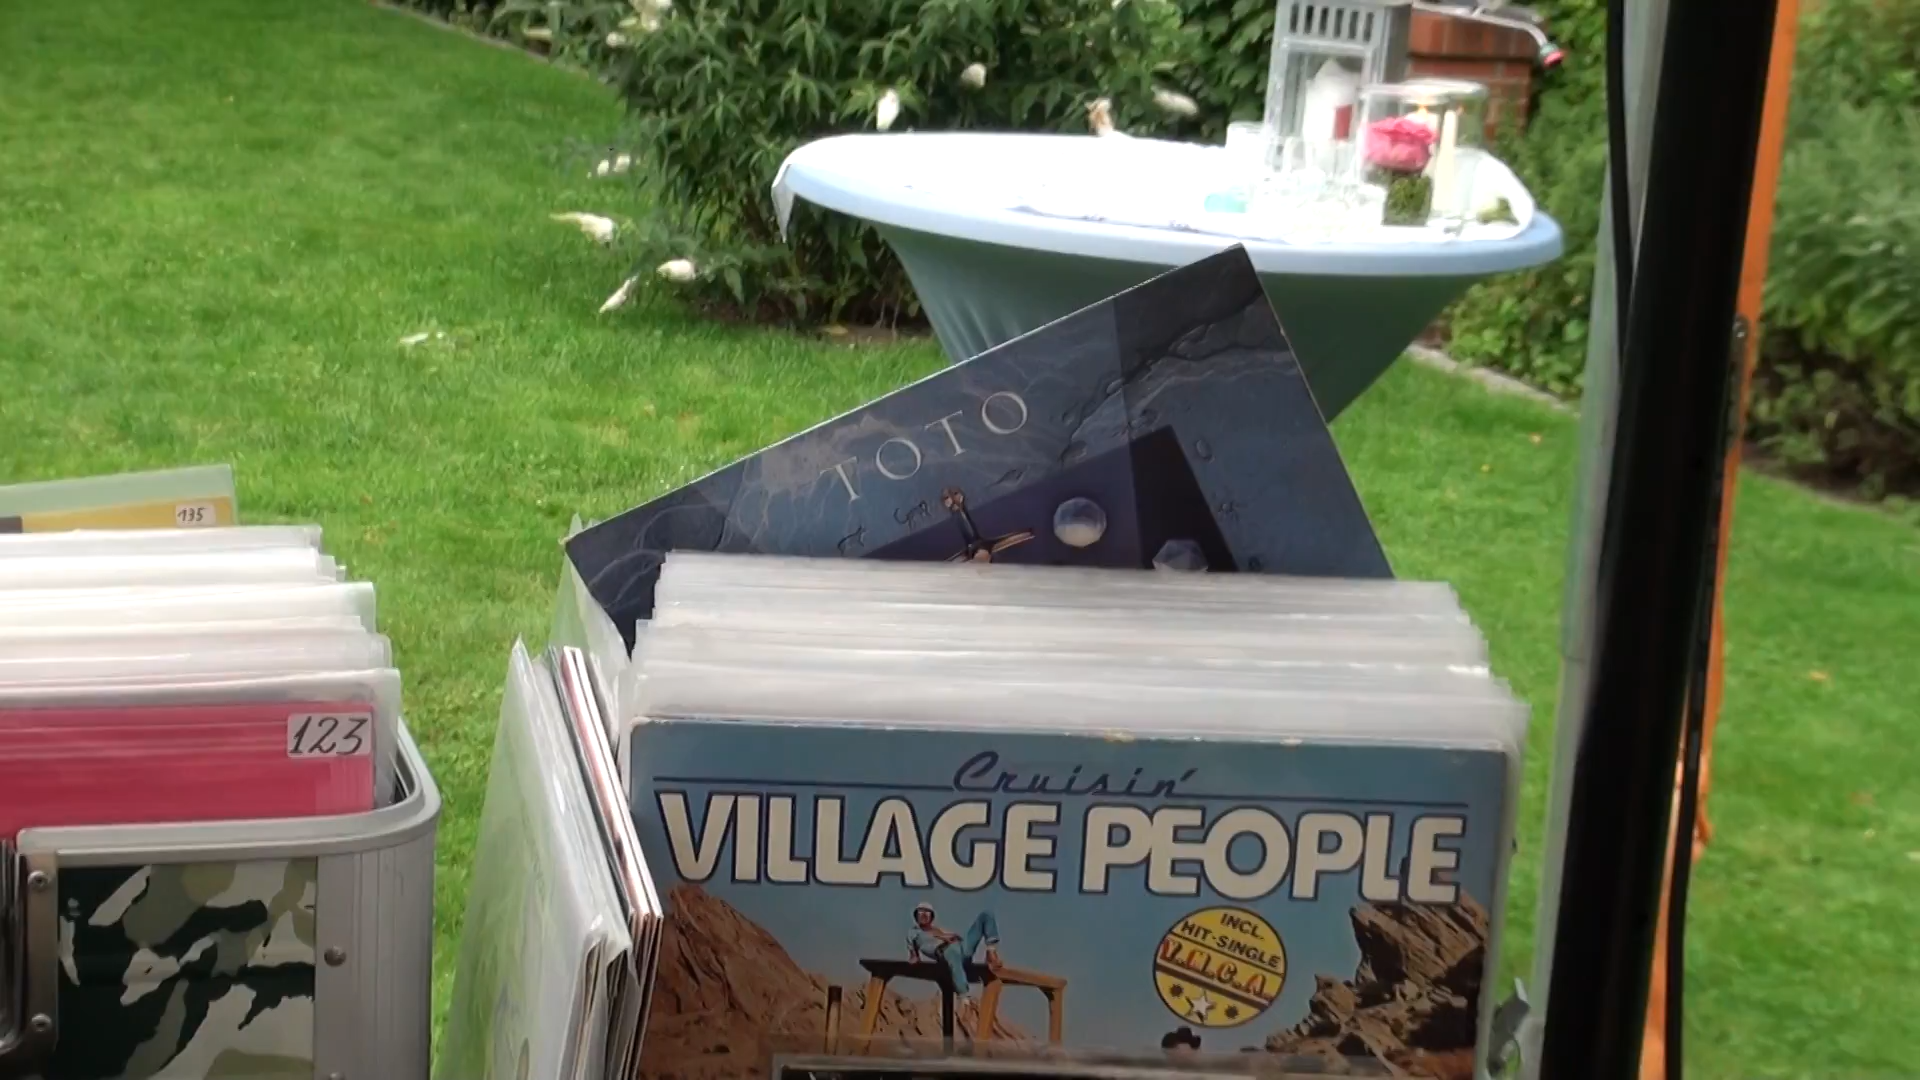 TOTO
135
123
Cruisin'
VILLAGE PEOPLE
INCL.
HIT-SINGLE
Y.M.C.A.